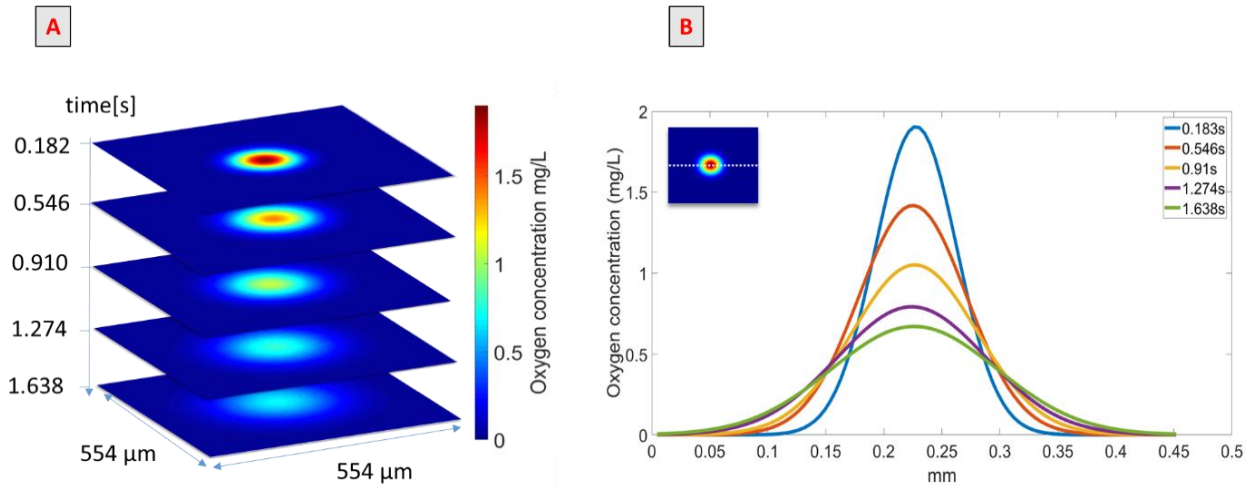 A
B
time[s]
0.182
0.546
0.910
1.274
1.638
554 µm
554 µm
1.5
1
0.5
0
Oxygen concentration mg/L
2
1.5
1
0.5
0
Oxygen concentration (mg/L)
0.183s
0.546s
0.91s
1.274s
1.638s
0 0.05 0.1 0.15 0.2 0.25 0.3 0.35 0.4 0.45 0.5
mm